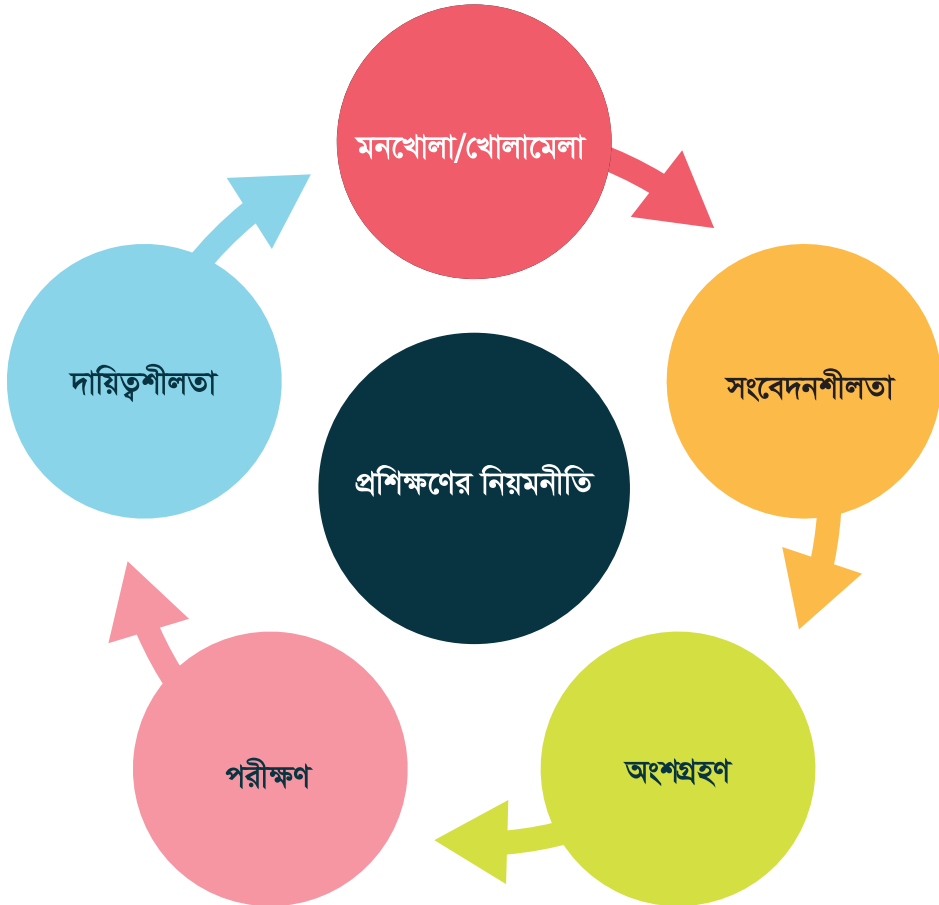 মনখোলা/খোলামেলা
সংবেদনশীলতা
অংশগ্রহণ
পরীক্ষণ
দায়িত্বশীলতা
প্রশিক্ষণের নিয়মনীতি